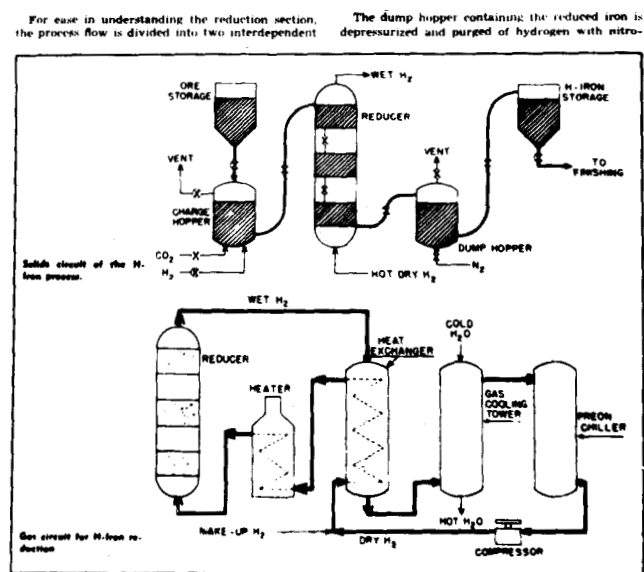 For ease in understanding the reduction section,
the process flow is divided into two interdependent
The dump hopper containing the reduced iron is
depressurized and purged of hydrogen with nitro-
WET H2
ORE
STORAGE
REDUCER
H-IRON
STORAGE
VENT
VENT
TO
FINISHING
CHARGE
HOPPER
CO2
H2
DUMP HOPPER
N2
HOT DRY H2
Solids circuit of the H-
Iron process.
WET H2
HEAT
EXCHANGER
COLD
H2O
REDUCER
HEATER
GAS
COOLING
TOWER
FREON
CHILLER
MAKE-UP H2
DRY H2
HOT H2O
COMPRESSOR
Gas circuit for H-Iron re-
duction